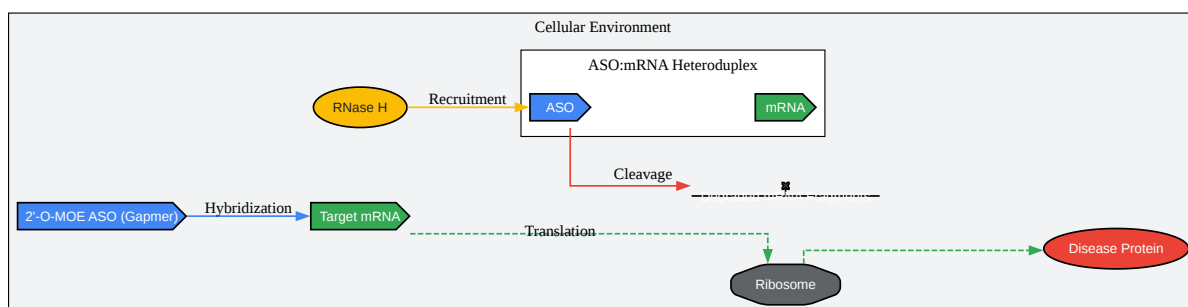 Cellular Environment
ASO:mRNA Heteroduplex
RNase H
Recruitment
ASO
mRNA
Cleavage
2'-O-MOE ASO (Gapmer)
Hybridization
Target mRNA
Translation
Disease Protein
Ribosome